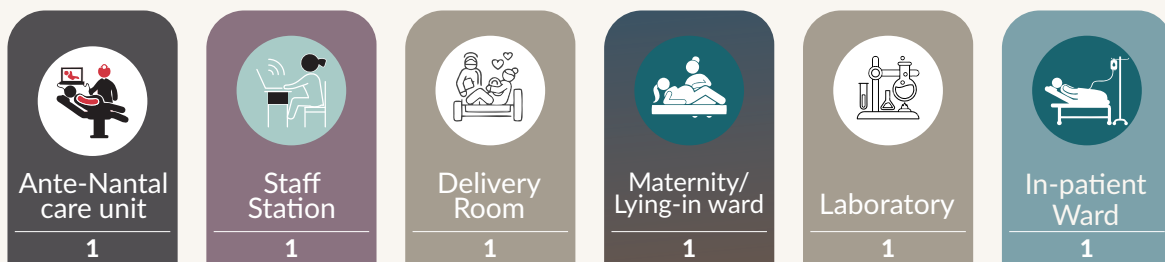 Ante-Nantal
care unit
1
Staff
Station
1
Delivery
Room
1
Maternity/
Lying-in ward
1
Laboratory
1
In-patient
Ward
1